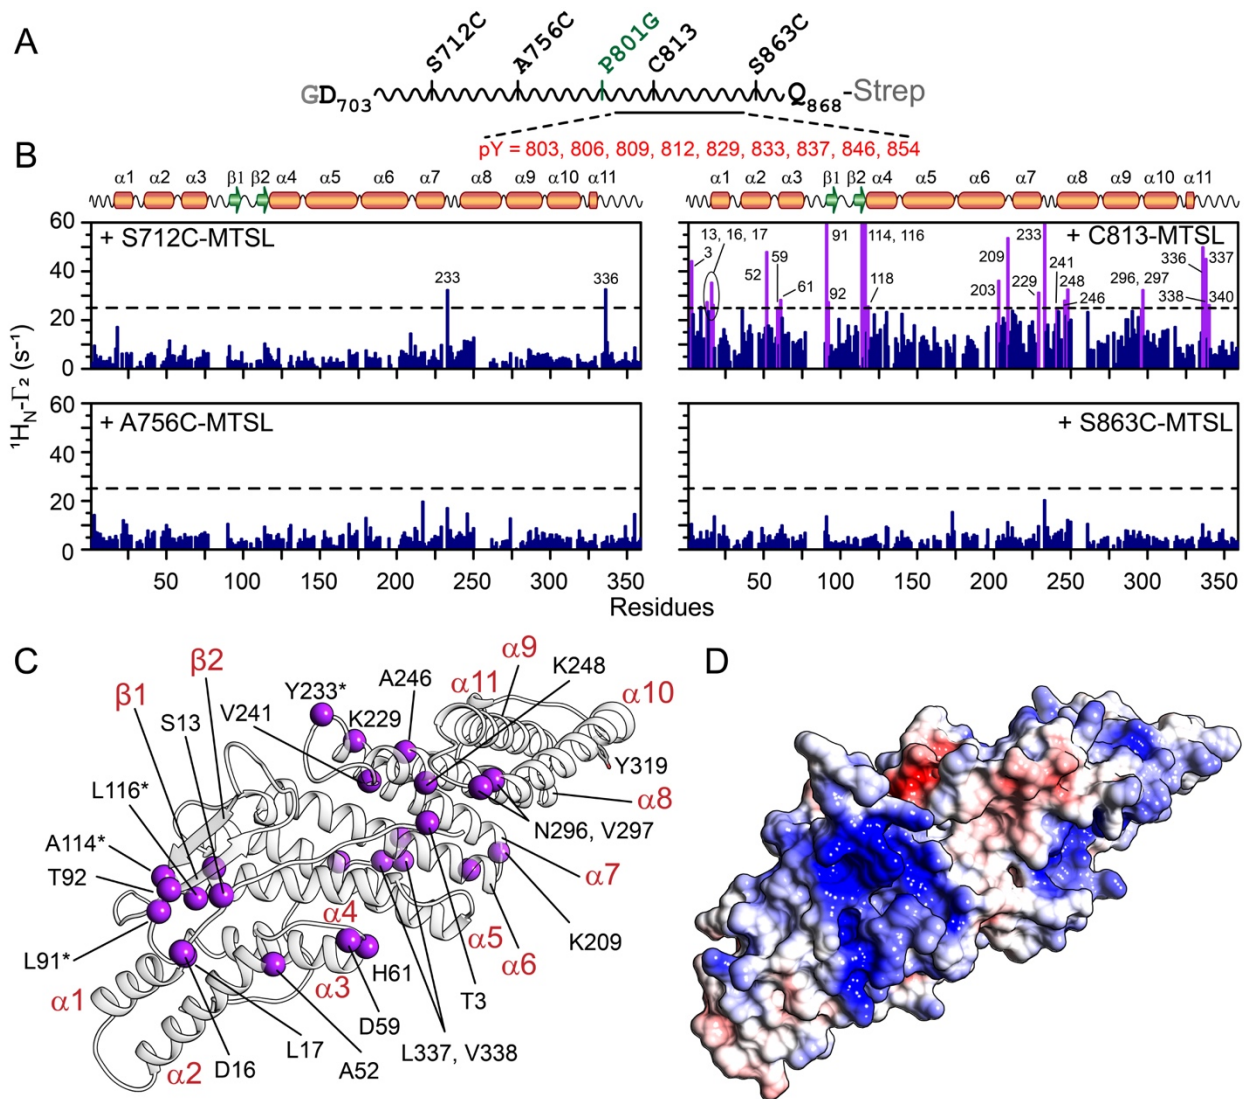 A
S712C
A756C
P801G
C813
S863C
GD703
Q868-Strep
pY = 803, 806, 809, 812, 829, 833, 837, 846, 854
B
α1 α2 α3 β1 β2 α4 α5 α6 α7 α8 α9 α10 α11
α1 α2 α3 β1 β2 α4 α5 α6 α7 α8 α9 α10 α11
¹HN-Γ₂ (s⁻¹)
60
40
20
0
+ S712C-MTSL
233
336
+ C813-MTSL
3
13, 16, 17
52
59
61
91
92
114, 116
118
203
209
229
233
241
246
248
296, 297
336
337
338
340
60
40
20
0
+ A756C-MTSL
+ S863C-MTSL
50 100 150 200 250 300 350
50 100 150 200 250 300 350
Residues
C
β1
β2
S13
V241
Y233*
K229
A246
α11
α9
K248
α10
L116*
A114*
T92
L91*
Y319
α8
N296, V297
α7
K209
α6
α5
α4
α3
H61
D59
T3
L337, V338
α1
α2
D16
L17
A52
D